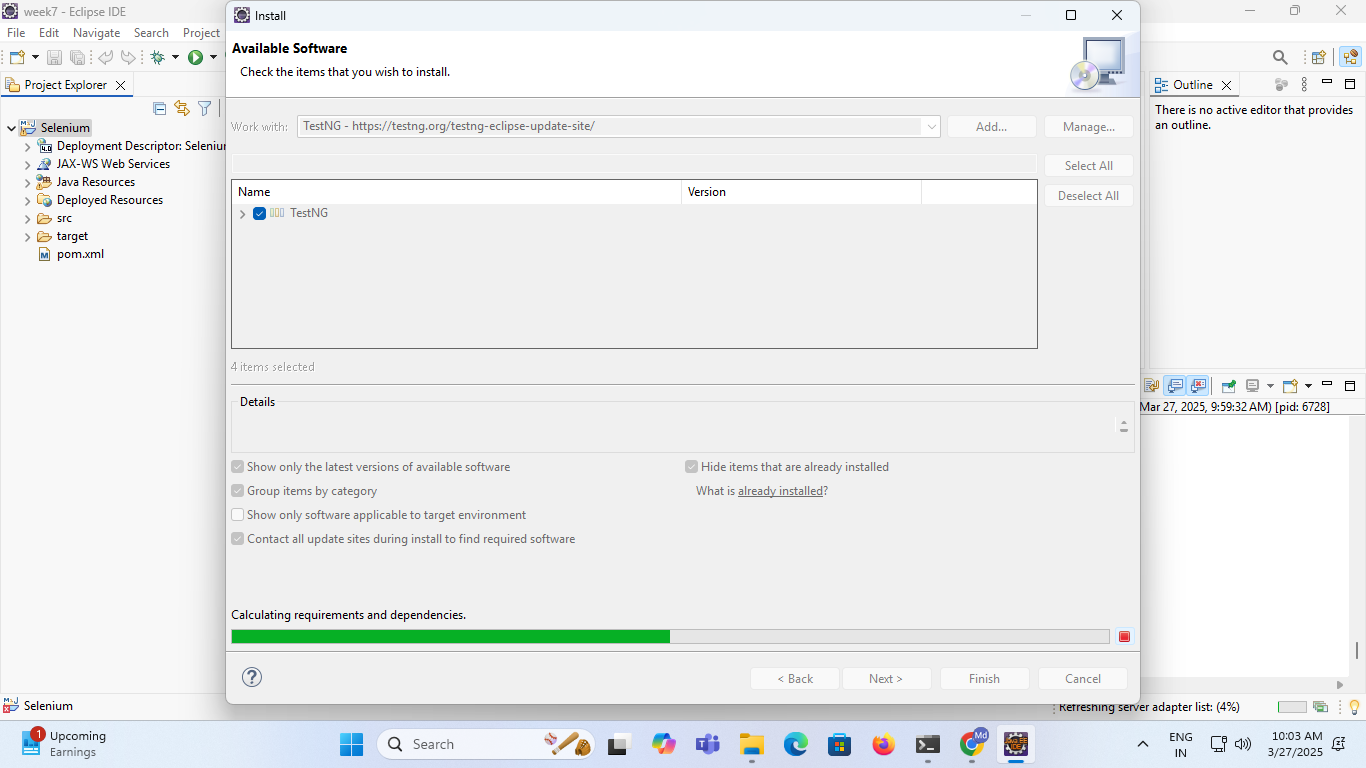 week7 - Eclipse IDE
File Edit Navigate Search Project
Project Explorer
Selenium
Deployment Descriptor: Seleniu
JAX-WS Web Services
Java Resources
Deployed Resources
src
target
pom.xml
Install
Available Software
Check the items that you wish to install.
Work with: TestNG - https://testng.org/testng-eclipse-update-site/ Add... Manage...
Select All
Deselect All
Name Version
TestNG
4 items selected
Details
Show only the latest versions of available software Hide items that are already installed
Group items by category What is already installed?
Show only software applicable to target environment
Contact all update sites during install to find required software
Calculating requirements and dependencies.
< Back Next > Finish Cancel
Outline
There is no active editor that provides
an outline.
Mar 27, 2025, 9:59:32 AM) [pid: 6728]
Selenium
Refreshing server adapter list: (4%)
1
Upcoming
Earnings
Search
Md
ENG
IN
10:03 AM
3/27/2025